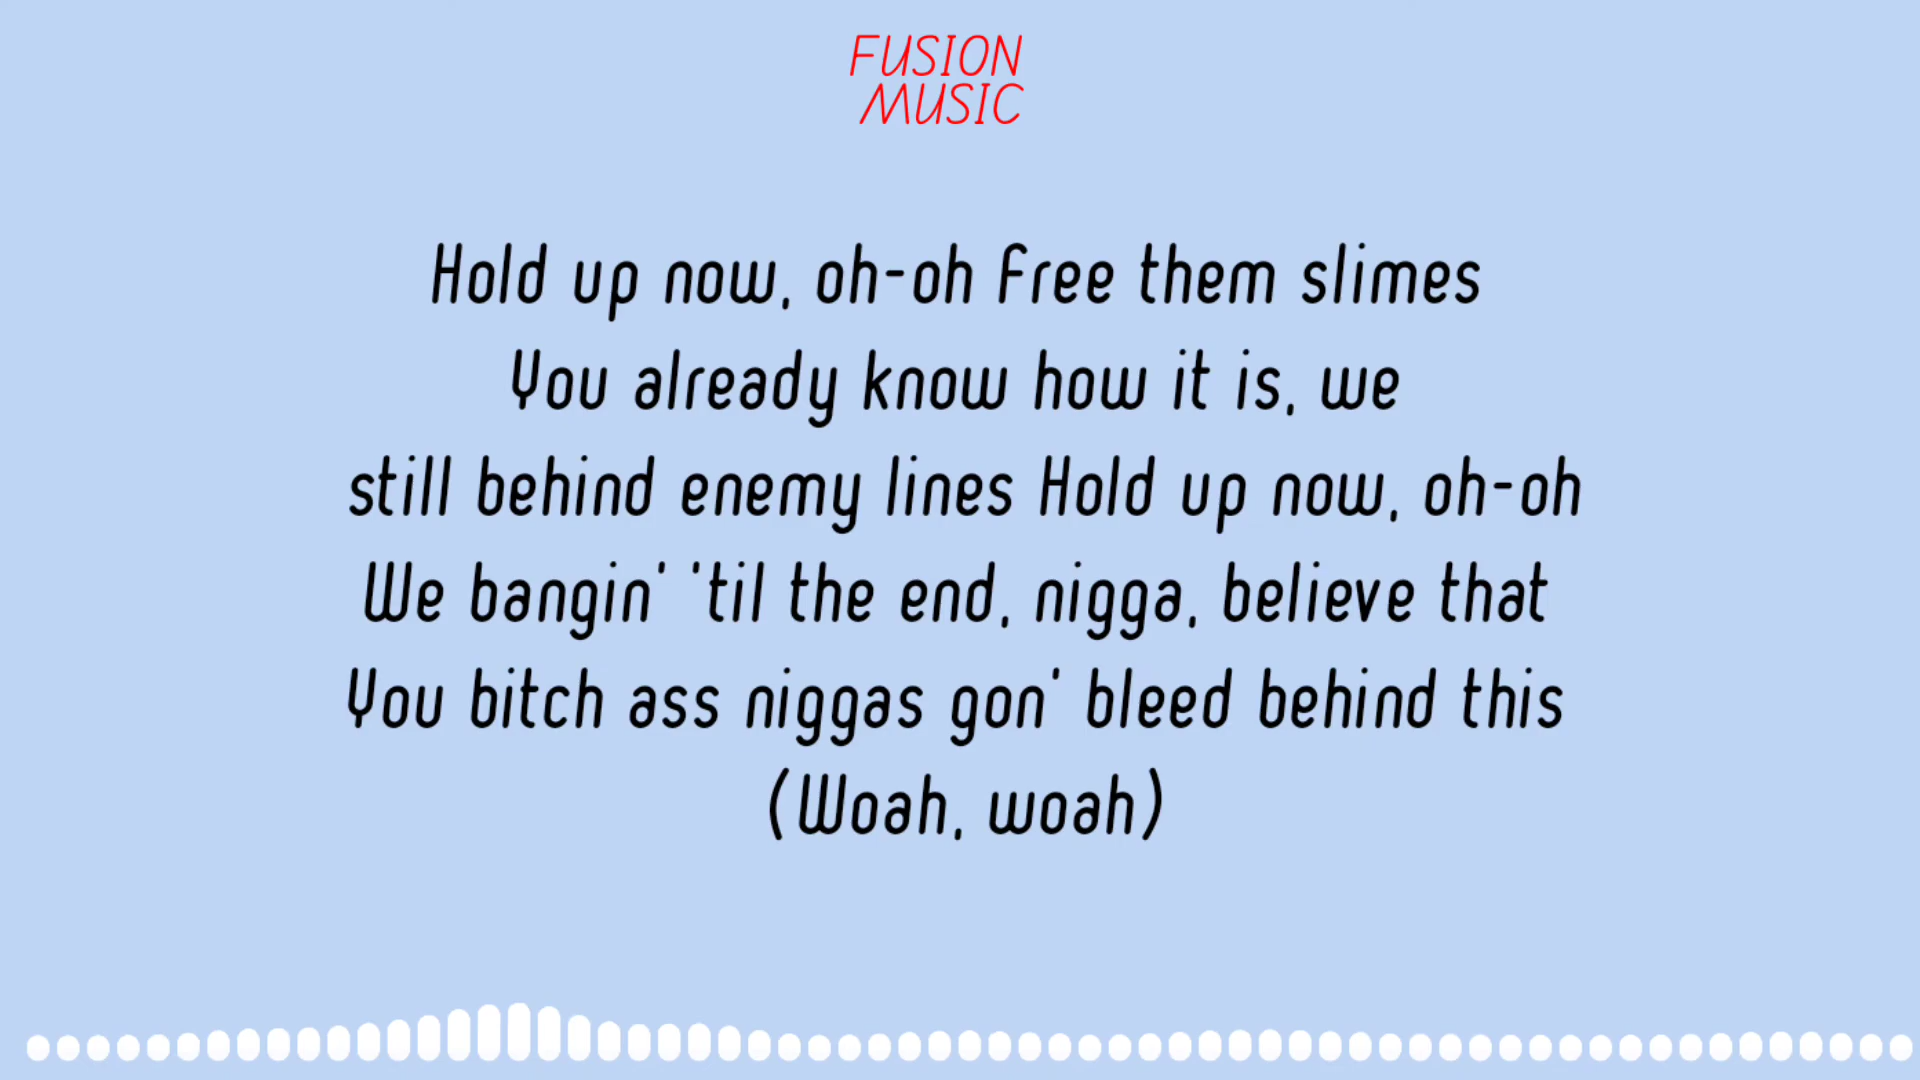 FUSION
MUSIC
Hold up now, oh-oh Free them slimes
You already know how it is, we
still behind enemy lines Hold up now, oh-oh
We bangin' 'til the end, nigga, believe that
You bitch ass niggas gon' bleed behind this
(Woah, woah)